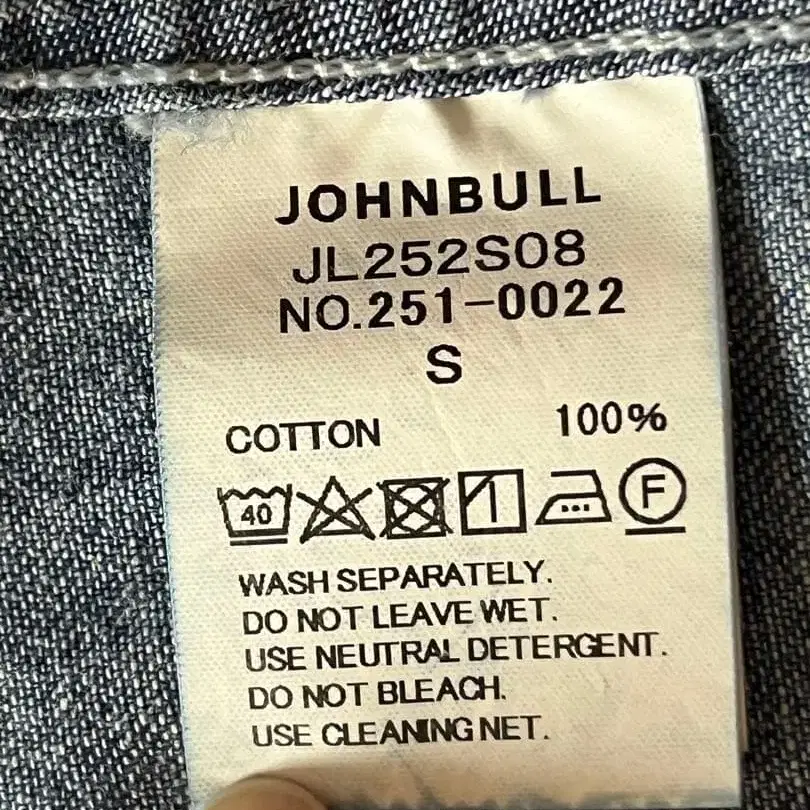 JOHNBULL
JL252S08
NO.251-0022
S
COTTON 100%
40 F
WASH SEPARATELY.
DO NOT LEAVE WET.
USE NEUTRAL DETERGENT.
DO NOT BLEACH.
USE CLEANING NET.